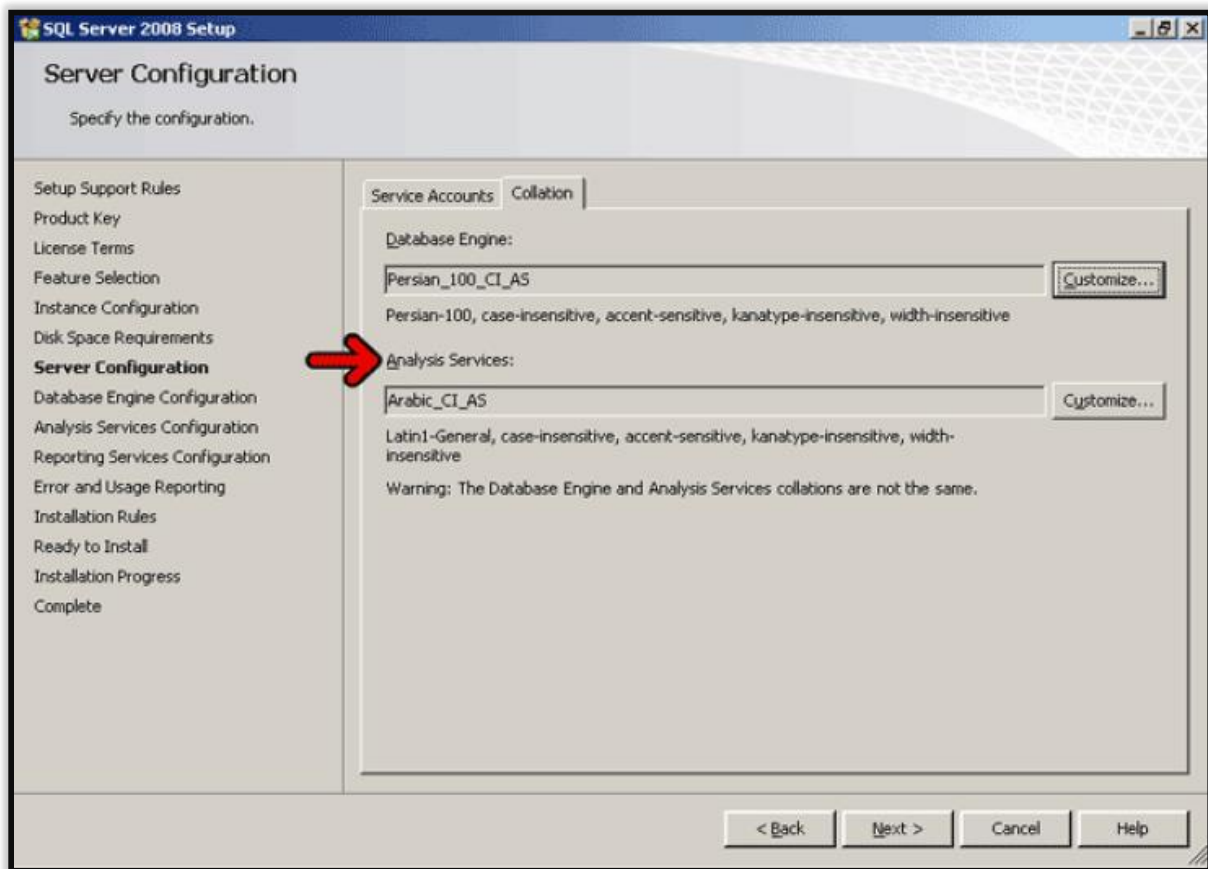 SQL Server 2008 Setup
Server Configuration
Specify the configuration.
Setup Support Rules
Product Key
License Terms
Feature Selection
Instance Configuration
Disk Space Requirements
Server Configuration
Database Engine Configuration
Analysis Services Configuration
Reporting Services Configuration
Error and Usage Reporting
Installation Rules
Ready to Install
Installation Progress
Complete
Service Accounts
Collation
Database Engine:
Persian_100_CI_AS
Customize...
Persian-100, case-insensitive, accent-sensitive, kanatype-insensitive, width-insensitive
Analysis Services:
Arabic_CI_AS
Customize...
Latin1-General, case-insensitive, accent-sensitive, kanatype-insensitive, width-
insensitive
Warning: The Database Engine and Analysis Services collations are not the same.
< Back
Next >
Cancel
Help